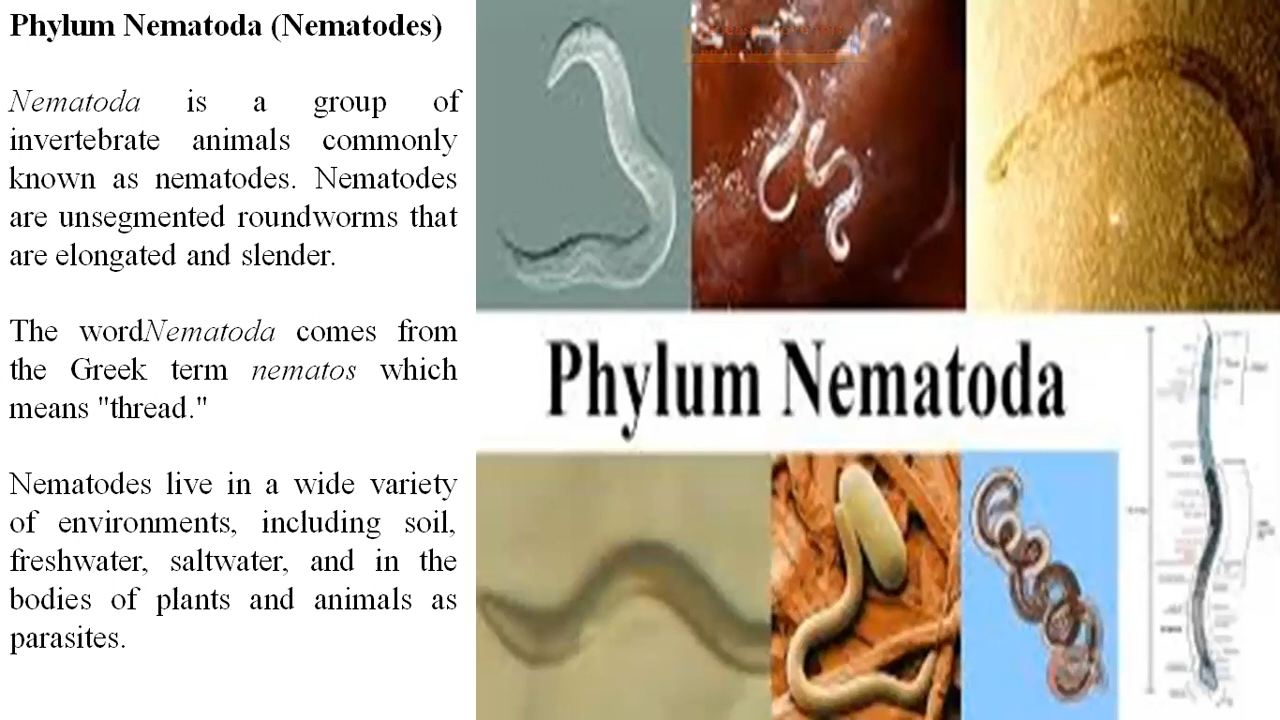 Phylum Nematoda (Nematodes)
Nematoda is a group of
invertebrate animals commonly
known as nematodes. Nematodes
are unsegmented roundworms that
are elongated and slender.
The wordNematoda comes from
the Greek term nematos which
means "thread."
Nematodes live in a wide variety
of environments, including soil,
freshwater, saltwater, and in the
bodies of plants and animals as
parasites.
Phylum Nematoda